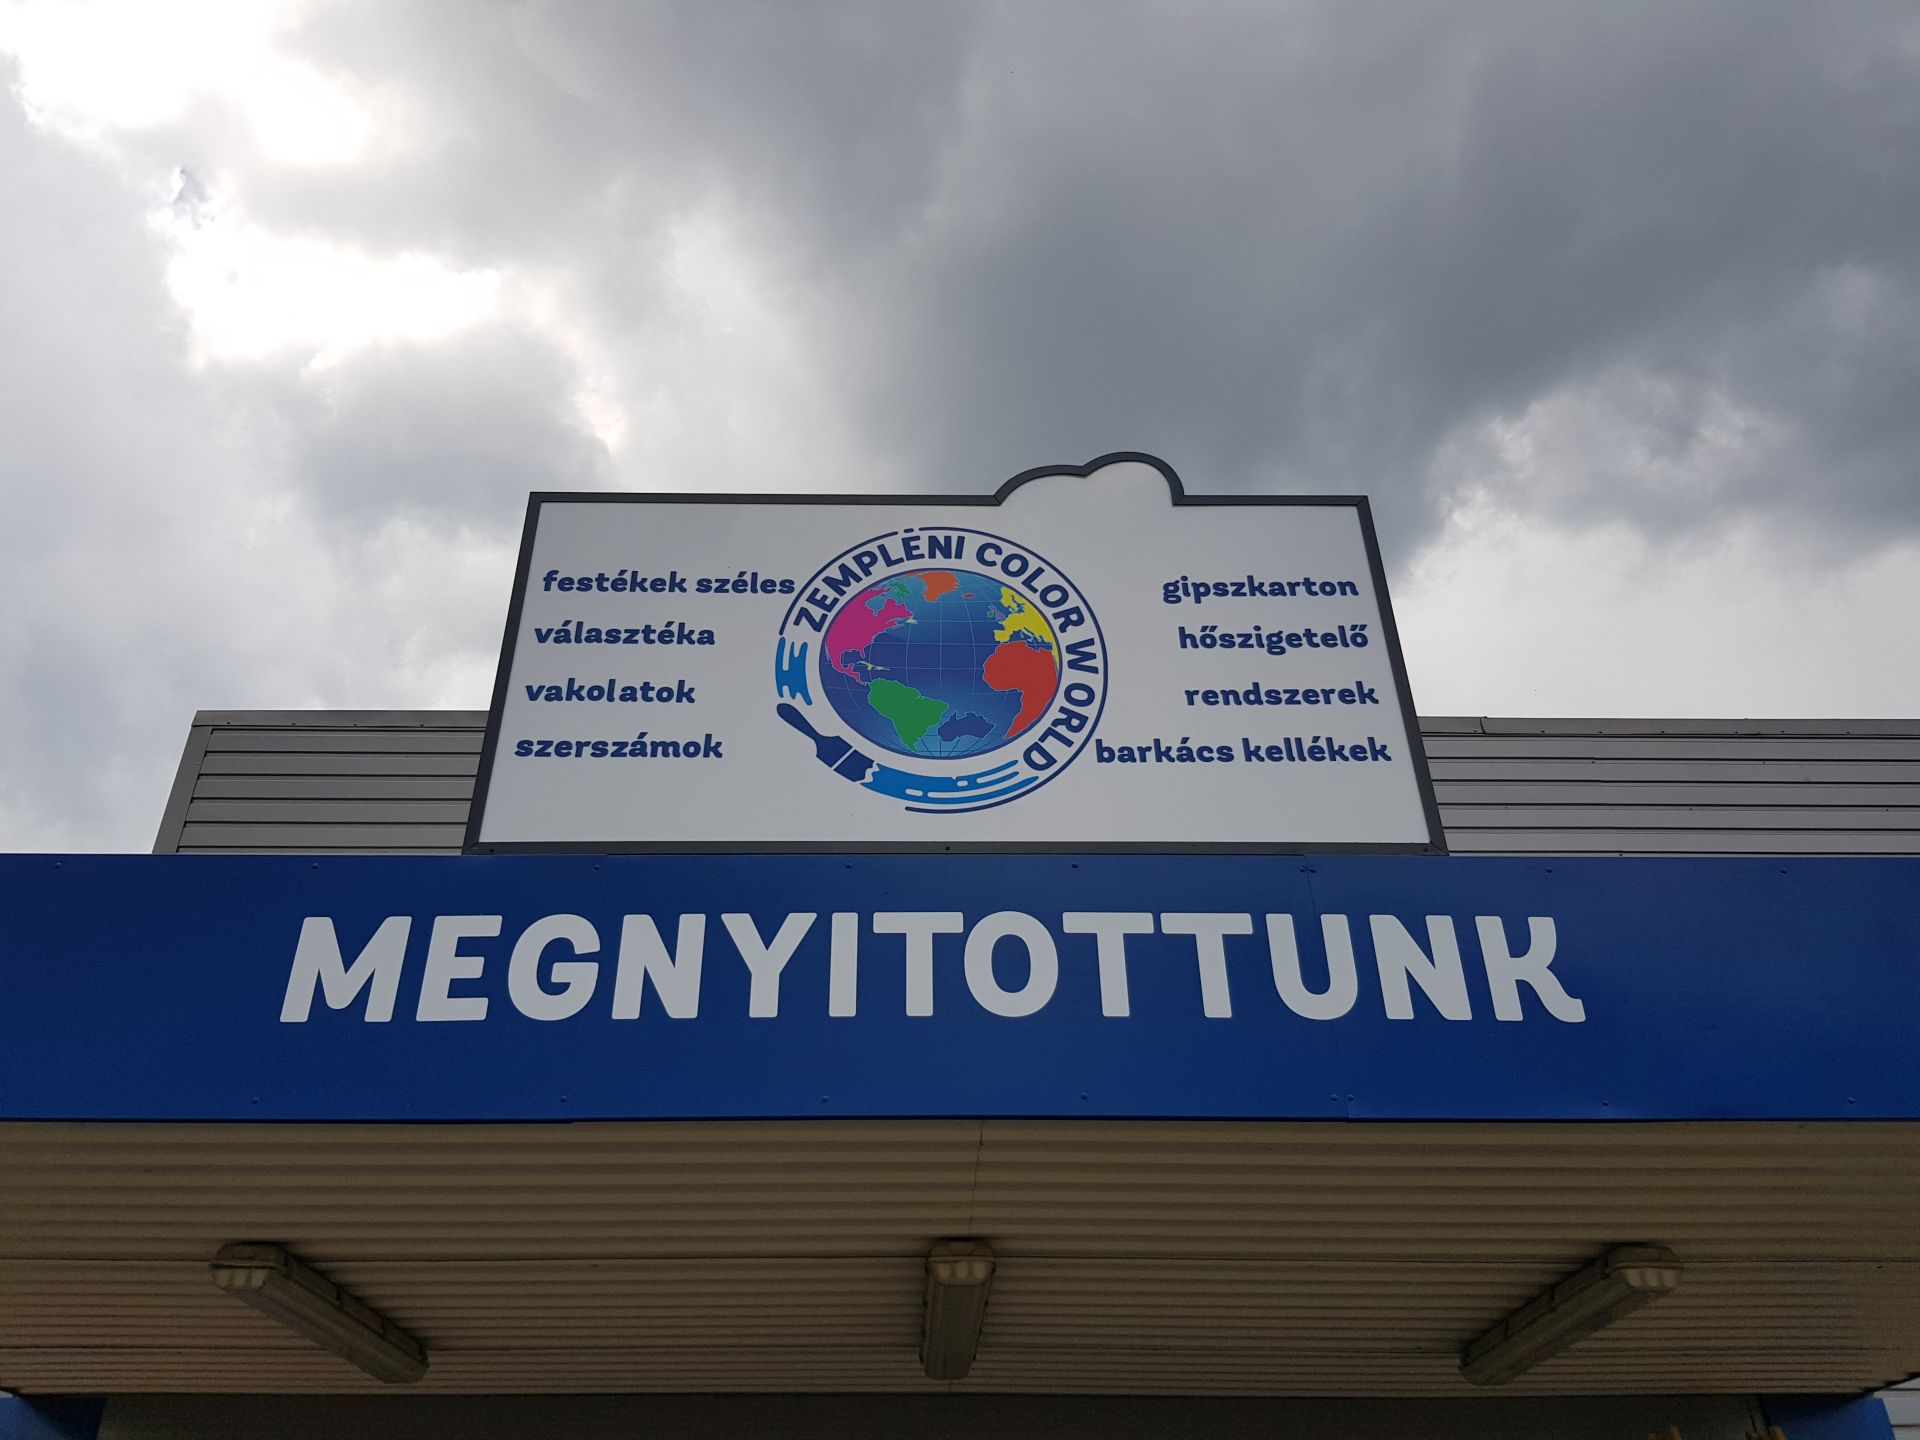 festékek széles
választéka
vakolatok
szerszámok
ZEMPLÉNI COLOR WORLD
gipszkarton
hőszigetelő
rendszerek
barkács kellékek
MEGNYITOTTUNK